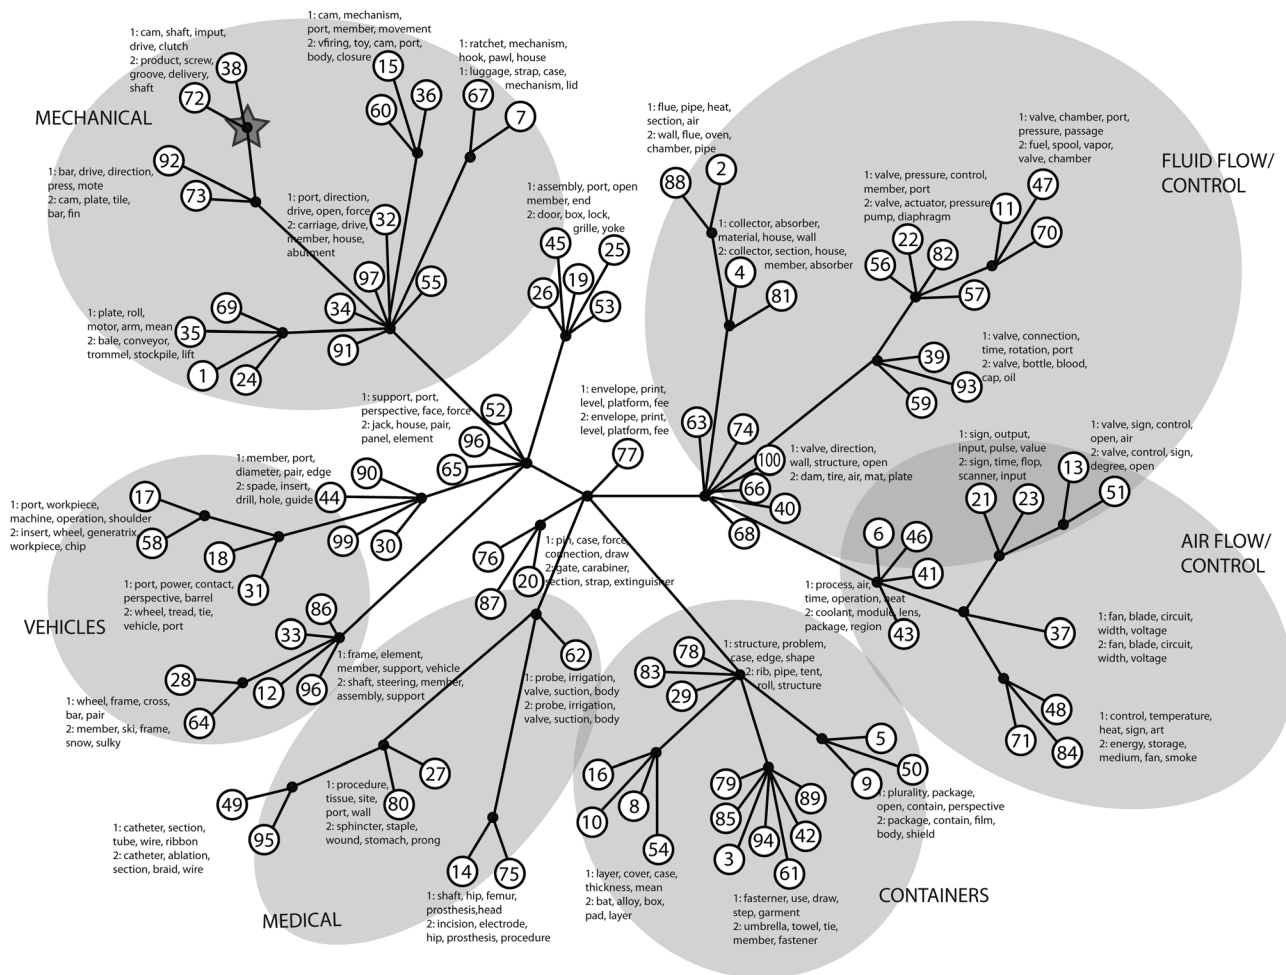 1: cam, shaft, imput,
drive, clutch
2: product, screw,
groove, delivery,
shaft
38
72
MECHANICAL
1: cam, mechanism,
port, member, movement
2: vfiring, toy, cam, port,
body, closure
15
60
36
1: ratchet, mechanism,
hook, pawl, house
1: luggage, strap, case,
mechanism, lid
67
7
92
73
1: bar, drive, direction,
press, mote
2: cam, plate, tile,
bar, fin
1: port, direction,
drive, open, force
2: carriage, drive,
member, house,
abutment
32
97
55
34
91
1: plate, roll,
motor, arm, mean
2: bale, conveyor,
trommel, stockpile, lift
69
35
1
24
1: assembly, port, open
member, end
2: door, box, lock,
grille, yoke
45
25
19
26
53
1: flue, pipe, heat,
section, air
2: wall, flue, oven,
chamber, pipe
88
2
1: collector, absorber,
material, house, wall
2: collector, section, house,
member, absorber
4
81
1: valve, chamber, port,
pressure, passage
2: fuel, spool, vapor,
valve, chamber
FLUID FLOW/
CONTROL
47
11
70
1: valve, pressure, control,
member, port
2: valve, actuator, pressure
pump, diaphragm
22
82
56
57
1: valve, connection,
time, rotation, port
2: valve, bottle, blood,
cap, oil
39
93
59
1: support, port,
perspective, face, force
2: jack, house, pair,
panel, element
52
96
65
1: envelope, print,
level, platform, fee
2: envelope, print,
level, platform, fee
77
63
74
100
66
40
68
1: valve, direction,
wall, structure, open
2: dam, tire, air, mat, plate
1: sign, output,
input, pulse, value
2: sign, time, flop,
scanner, input
21
23
1: valve, sign, control,
open, air
2: valve, control, sign,
degree, open
13
51
AIR FLOW/
CONTROL
6
46
41
43
1: process, air,
time, operation, heat
2: coolant, module, lens,
package, region
37
1: fan, blade, circuit,
width, voltage
2: fan, blade, circuit,
width, voltage
48
71
84
1: control, temperature,
heat, sign, art
2: energy, storage,
medium, fan, smoke
1: member, port,
diameter, pair, edge
2: spade, insert,
drill, hole, guide
90
44
99
30
17
58
1: port, workpiece,
machine, operation, shoulder
2: insert, wheel, generatrix,
workpiece, chip
18
31
1: port, power, contact,
perspective, barrel
2: wheel, tread, tie,
vehicle, port
VEHICLES
86
33
12
96
1: frame, element,
member, support, vehicle
2: shaft, steering, member,
assembly, support
28
64
1: wheel, frame, cross,
bar, pair
2: member, ski, frame,
snow, sulky
76
87
20
1: pin, case, force,
connection, draw
2: gate, carabiner,
section, strap, extinguisher
62
1: probe, irrigation,
valve, suction, body
2: probe, irrigation,
valve, suction, body
27
80
1: procedure,
tissue, site,
port, wall
2: sphincter, staple,
wound, stomach, prong
49
95
1: catheter, section,
tube, wire, ribbon
2: catheter, ablation,
section, braid, wire
14
75
1: shaft, hip, femur,
prosthesis,head
2: incision, electrode,
hip, prosthesis, procedure
MEDICAL
78
83
29
1: structure, problem,
case, edge, shape
2: rib, pipe, tent,
roll, structure
16
10
8
54
1: layer, cover, case,
thickness, mean
2: bat, alloy, box,
pad, layer
79
85
3
94
61
42
89
1: fasterner, use, draw,
step, garment
2: umbrella, towel, tie,
member, fastener
5
50
9
1: plurality, package,
open, contain, perspective
2: package, contain, film,
body, shield
CONTAINERS